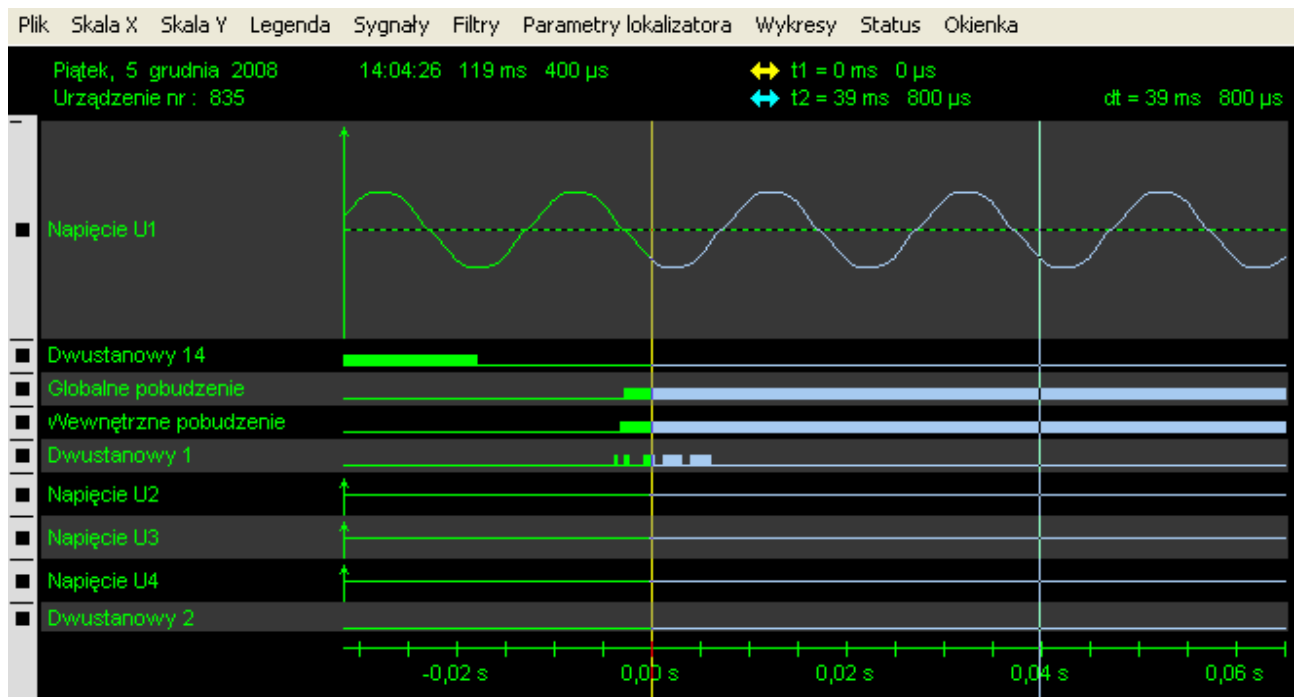 Plik Skala X Skala Y Legenda Sygnały Filtry Parametry lokalizatora Wykresy Status Okienka
Piątek, 5 grudnia 2008 14:04:26 119 ms 400 µs t1 = 0 ms 0 µs
Urządzenie nr : 835 t2 = 39 ms 800 µs dt = 39 ms 800 µs
Napięcie U1
Dwustanowy 14
Globalne pobudzenie
Wewnętrzne pobudzenie
Dwustanowy 1
Napięcie U2
Napięcie U3
Napięcie U4
Dwustanowy 2
-0,02 s 0,00 s 0,02 s 0,04 s 0,06 s